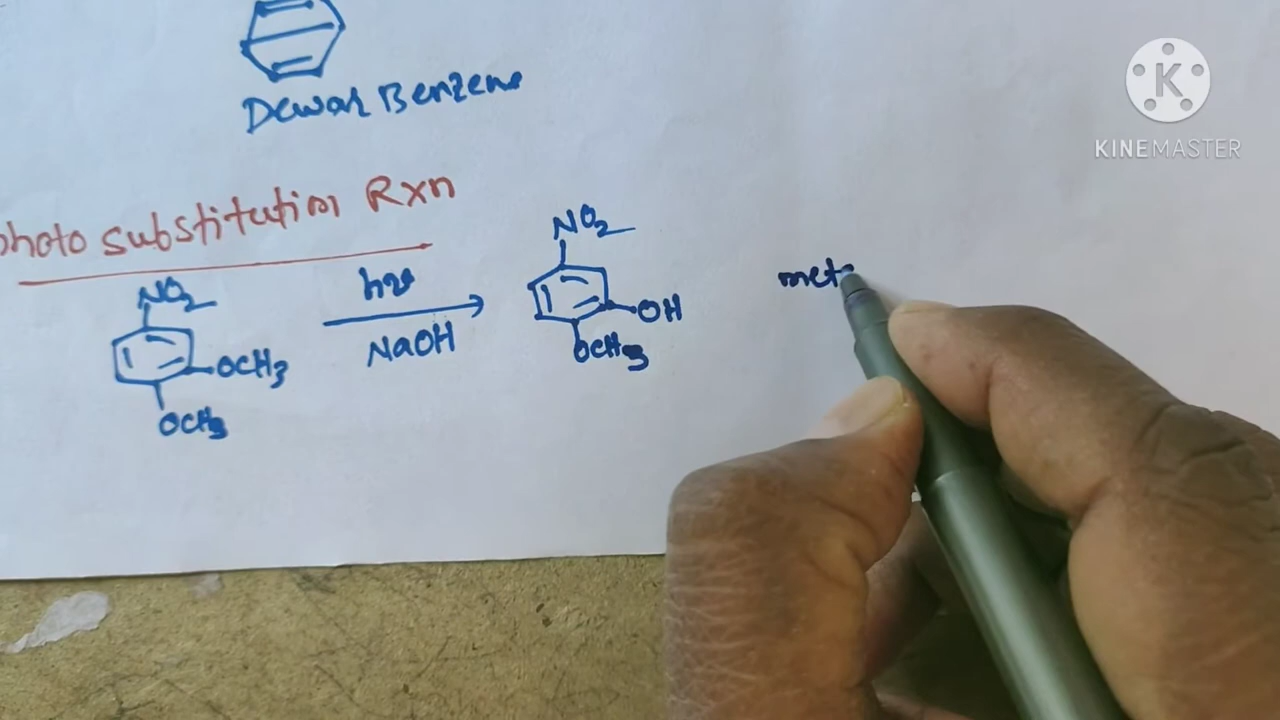 Dewar Benzene
photo substitution Rxn
NO2
OCH3
OCH3
hν
NaOH
NO2
OH
OCH3
meta
KINEMASTER